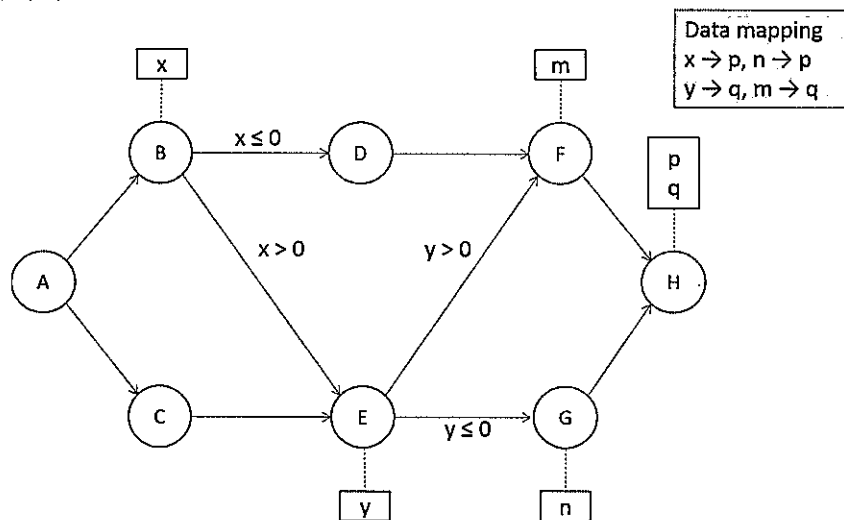 Data mapping
x → p, n → p
y → q, m → q
x
m
B
x ≤ 0
D
F
p
q
x > 0
y > 0
A
H
C
E
y ≤ 0
G
y
n